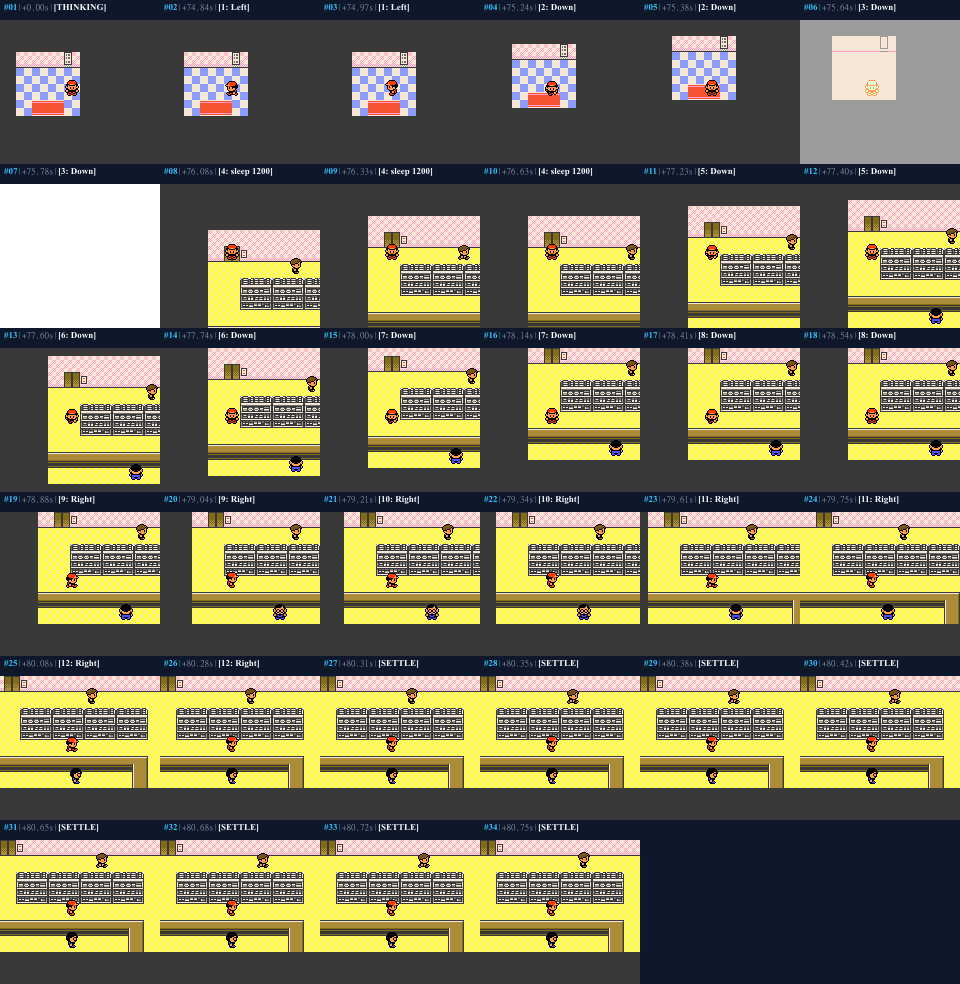 #01|+0.00s|[THINKING]
#02|+74.84s|[1: Left]
#03|+74.97s|[1: Left]
#04|+75.24s|[2: Down]
#05|+75.38s|[2: Down]
#06|+75.64s|[3: Down]
#07|+75.78s|[3: Down]
#08|+76.08s|[4: sleep 1200]
#09|+76.33s|[4: sleep 1200]
#10|+76.63s|[4: sleep 1200]
#11|+77.23s|[5: Down]
#12|+77.40s|[5: Down]
#13|+77.60s|[6: Down]
#14|+77.74s|[6: Down]
#15|+78.00s|[7: Down]
#16|+78.14s|[7: Down]
#17|+78.41s|[8: Down]
#18|+78.54s|[8: Down]
#19|+78.88s|[9: Right]
#20|+79.04s|[9: Right]
#21|+79.21s|[10: Right]
#22|+79.34s|[10: Right]
#23|+79.61s|[11: Right]
#24|+79.75s|[11: Right]
#25|+80.08s|[12: Right]
#26|+80.28s|[12: Right]
#27|+80.31s|[SETTLE]
#28|+80.35s|[SETTLE]
#29|+80.38s|[SETTLE]
#30|+80.42s|[SETTLE]
#31|+80.65s|[SETTLE]
#32|+80.68s|[SETTLE]
#33|+80.72s|[SETTLE]
#34|+80.75s|[SETTLE]